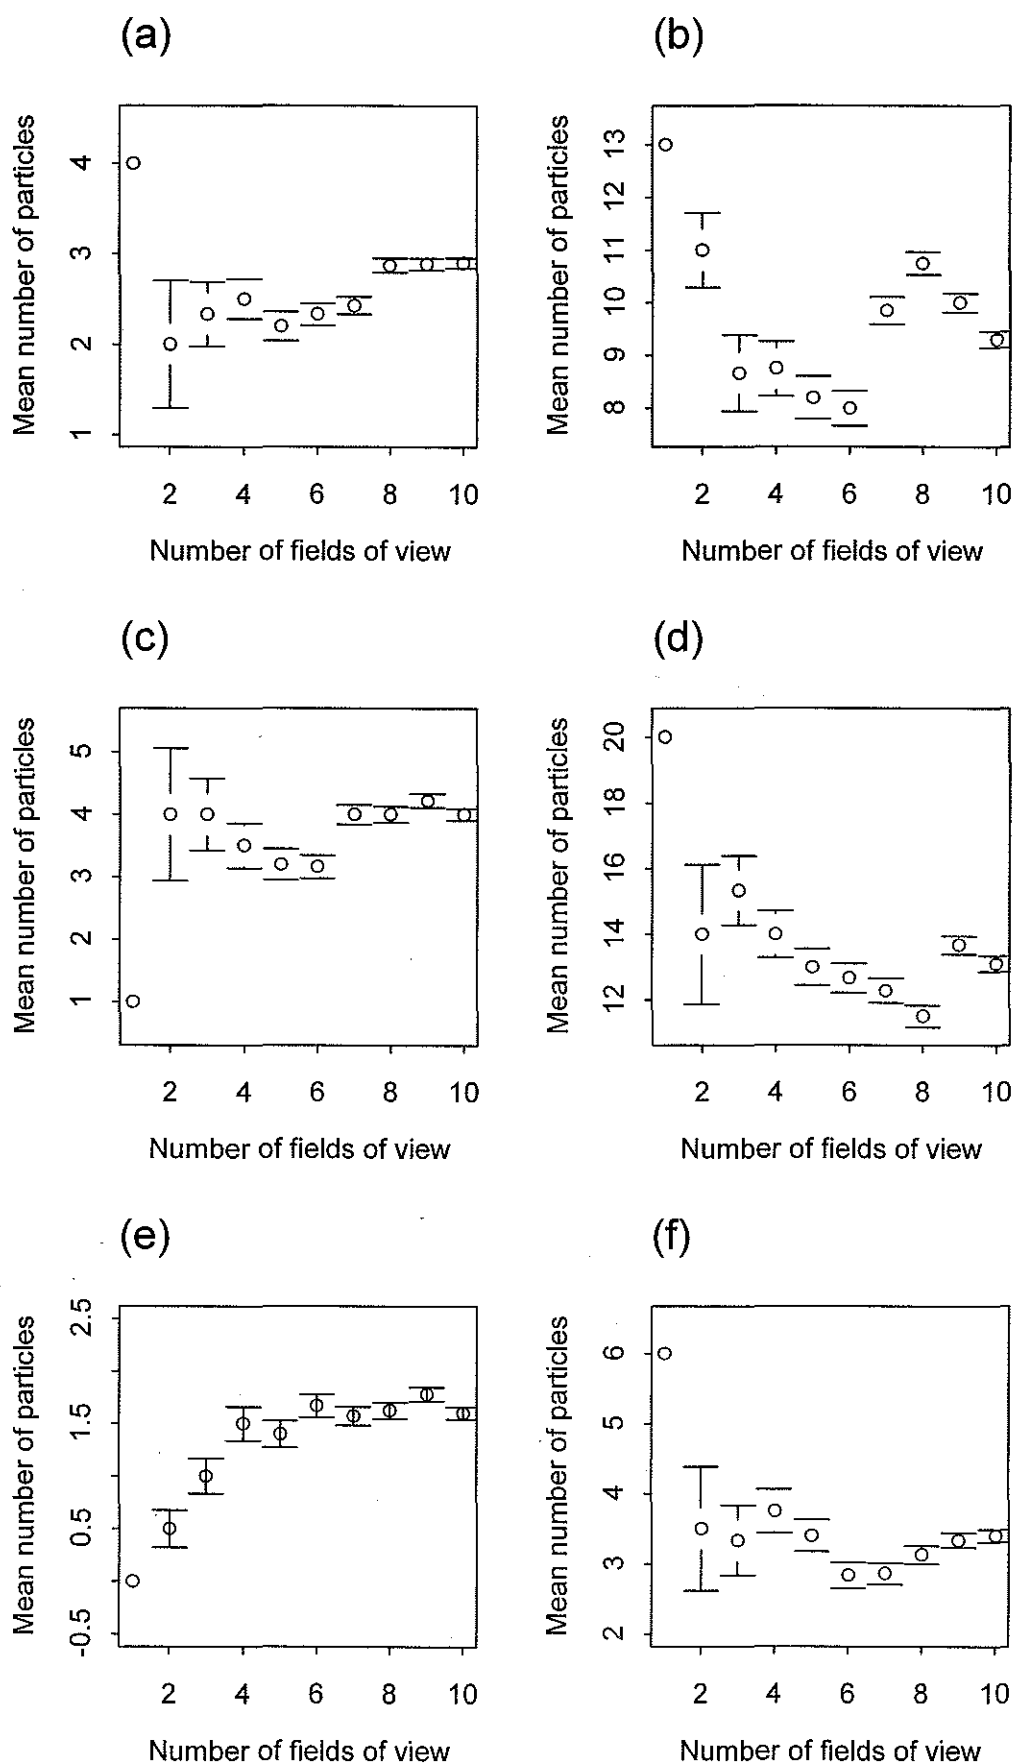 (a)
Mean number of particles
4
3
2
1
2 4 6 8 10
Number of fields of view
(b)
Mean number of particles
13
12
11
10
9
8
2 4 6 8 10
Number of fields of view
(c)
Mean number of particles
5
4
3
2
1
2 4 6 8 10
Number of fields of view
(d)
Mean number of particles
20
18
16
14
12
2 4 6 8 10
Number of fields of view
(e)
Mean number of particles
2.5
1.5
0.5
-0.5
2 4 6 8 10
Number of fields of view
(f)
Mean number of particles
6
5
4
3
2
2 4 6 8 10
Number of fields of view